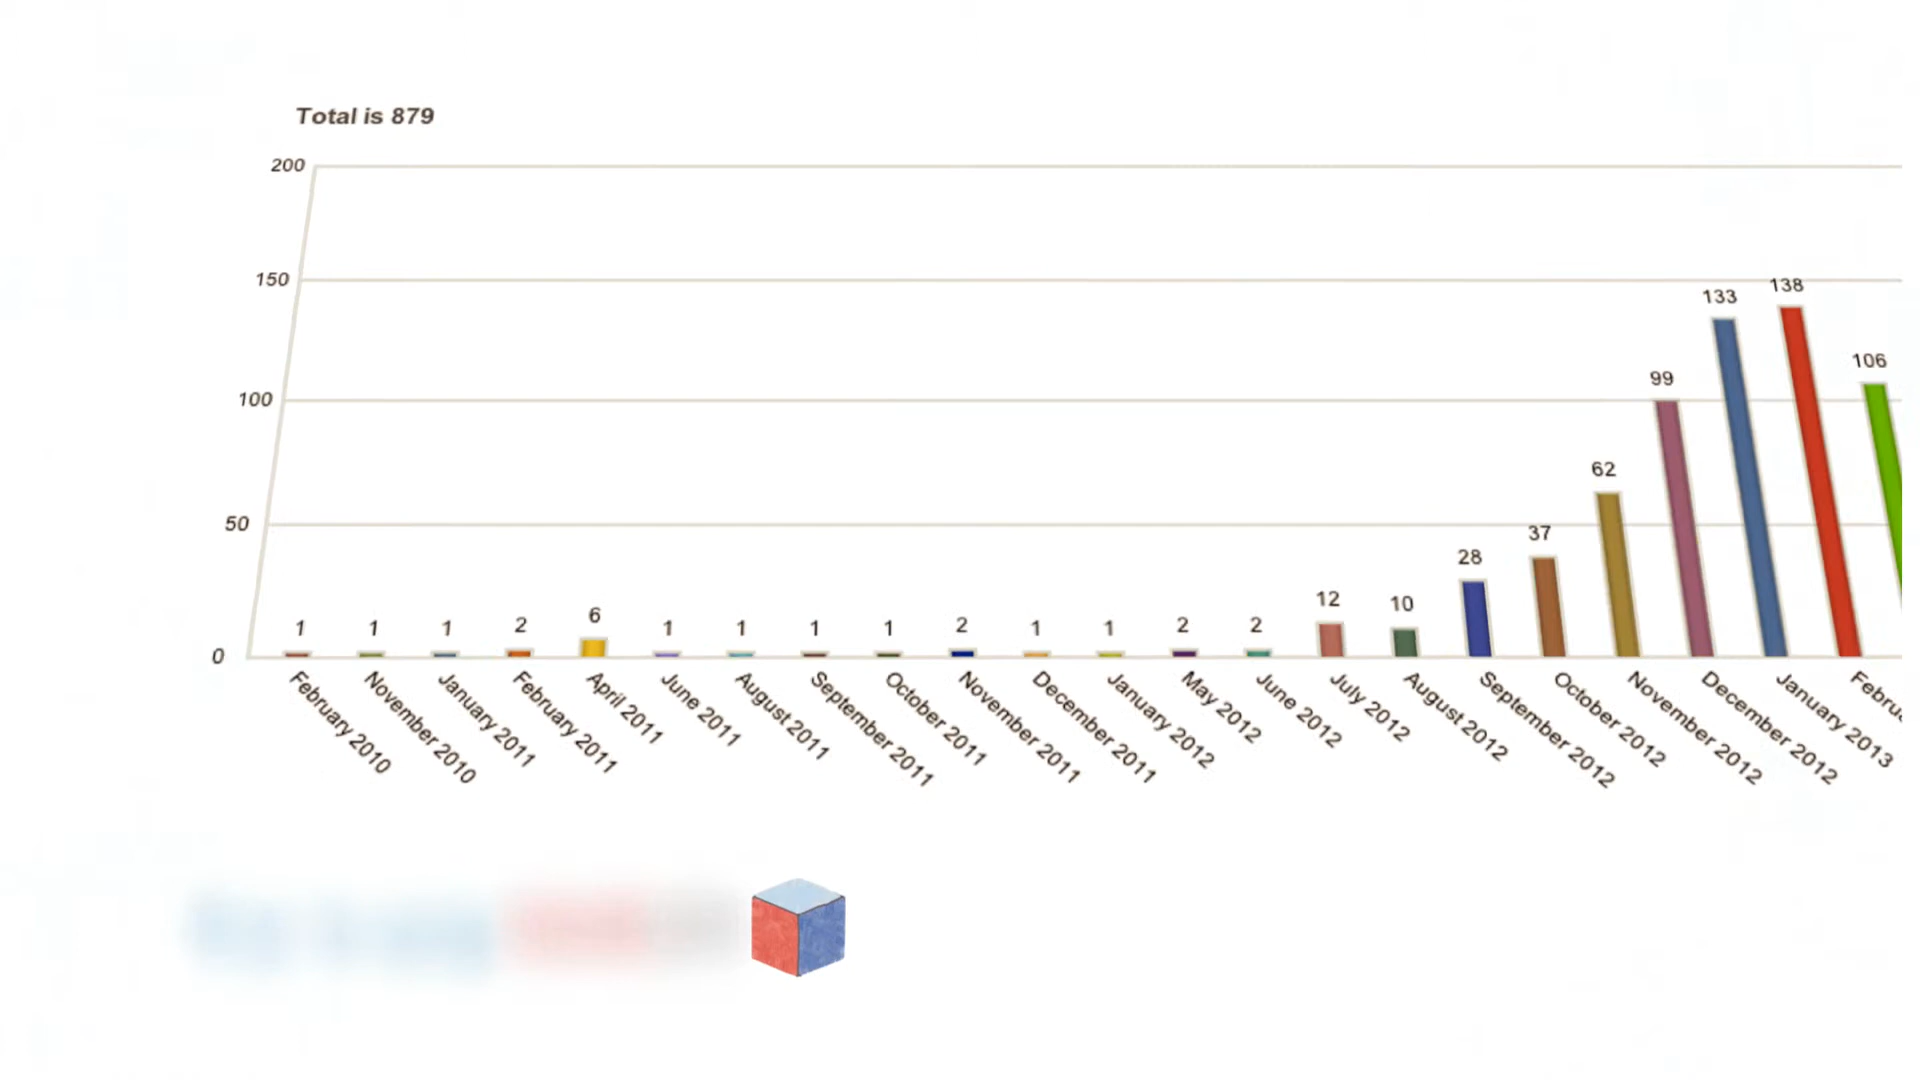 Total is 879
200
150
100
50
0
1
1
1
2
6
1
1
1
1
2
1
1
2
2
12
10
28
37
62
99
133
138
106
February 2010
November 2010
January 2011
February 2011
April 2011
June 2011
August 2011
September 2011
October 2011
November 2011
December 2011
January 2012
May 2012
June 2012
July 2012
August 2012
September 2012
October 2012
November 2012
December 2012
January 2013
Febru